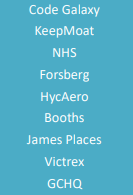 Code Galaxy
KeepMoat
NHS
Forsberg
HycAero
Booths
James Places
Victrex
GCHQ